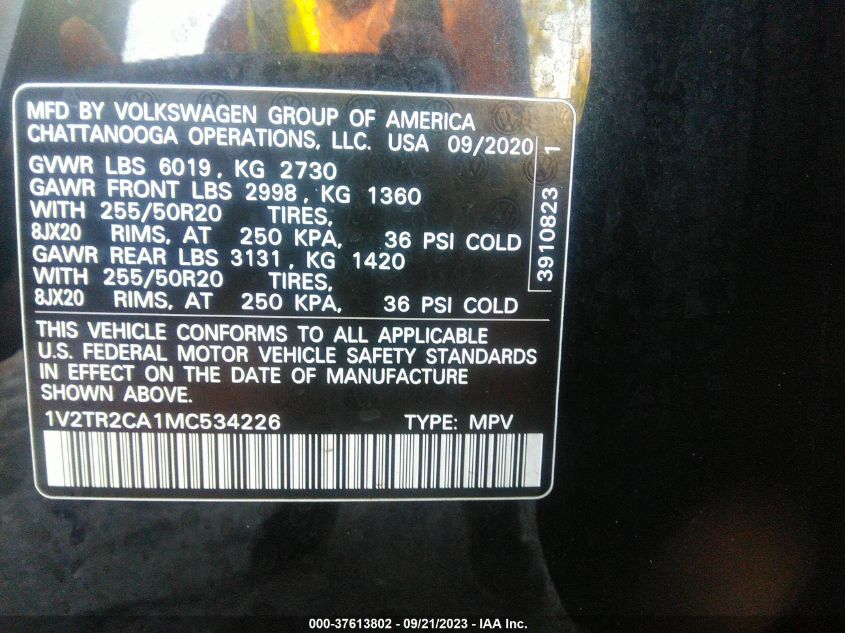 MFD BY VOLKSWAGEN GROUP OF AMERICA
CHATTANOOGA OPERATIONS, LLC. USA 09/2020
GVWR LBS 6019, KG 2730
GAWR FRONT LBS 2998, KG 1360
WITH 255/50R20 TIRES,
8JX20 RIMS, AT 250 KPA, 36 PSI COLD
GAWR REAR LBS 3131, KG 1420
WITH 255/50R20 TIRES,
8JX20 RIMS, AT 250 KPA, 36 PSI COLD
3910823 1
THIS VEHICLE CONFORMS TO ALL APPLICABLE
U.S. FEDERAL MOTOR VEHICLE SAFETY STANDARDS
IN EFFECT ON THE DATE OF MANUFACTURE
SHOWN ABOVE.
1V2TR2CA1MC534226 TYPE: MPV
000-37613802 - 09/21/2023 - IAA Inc.